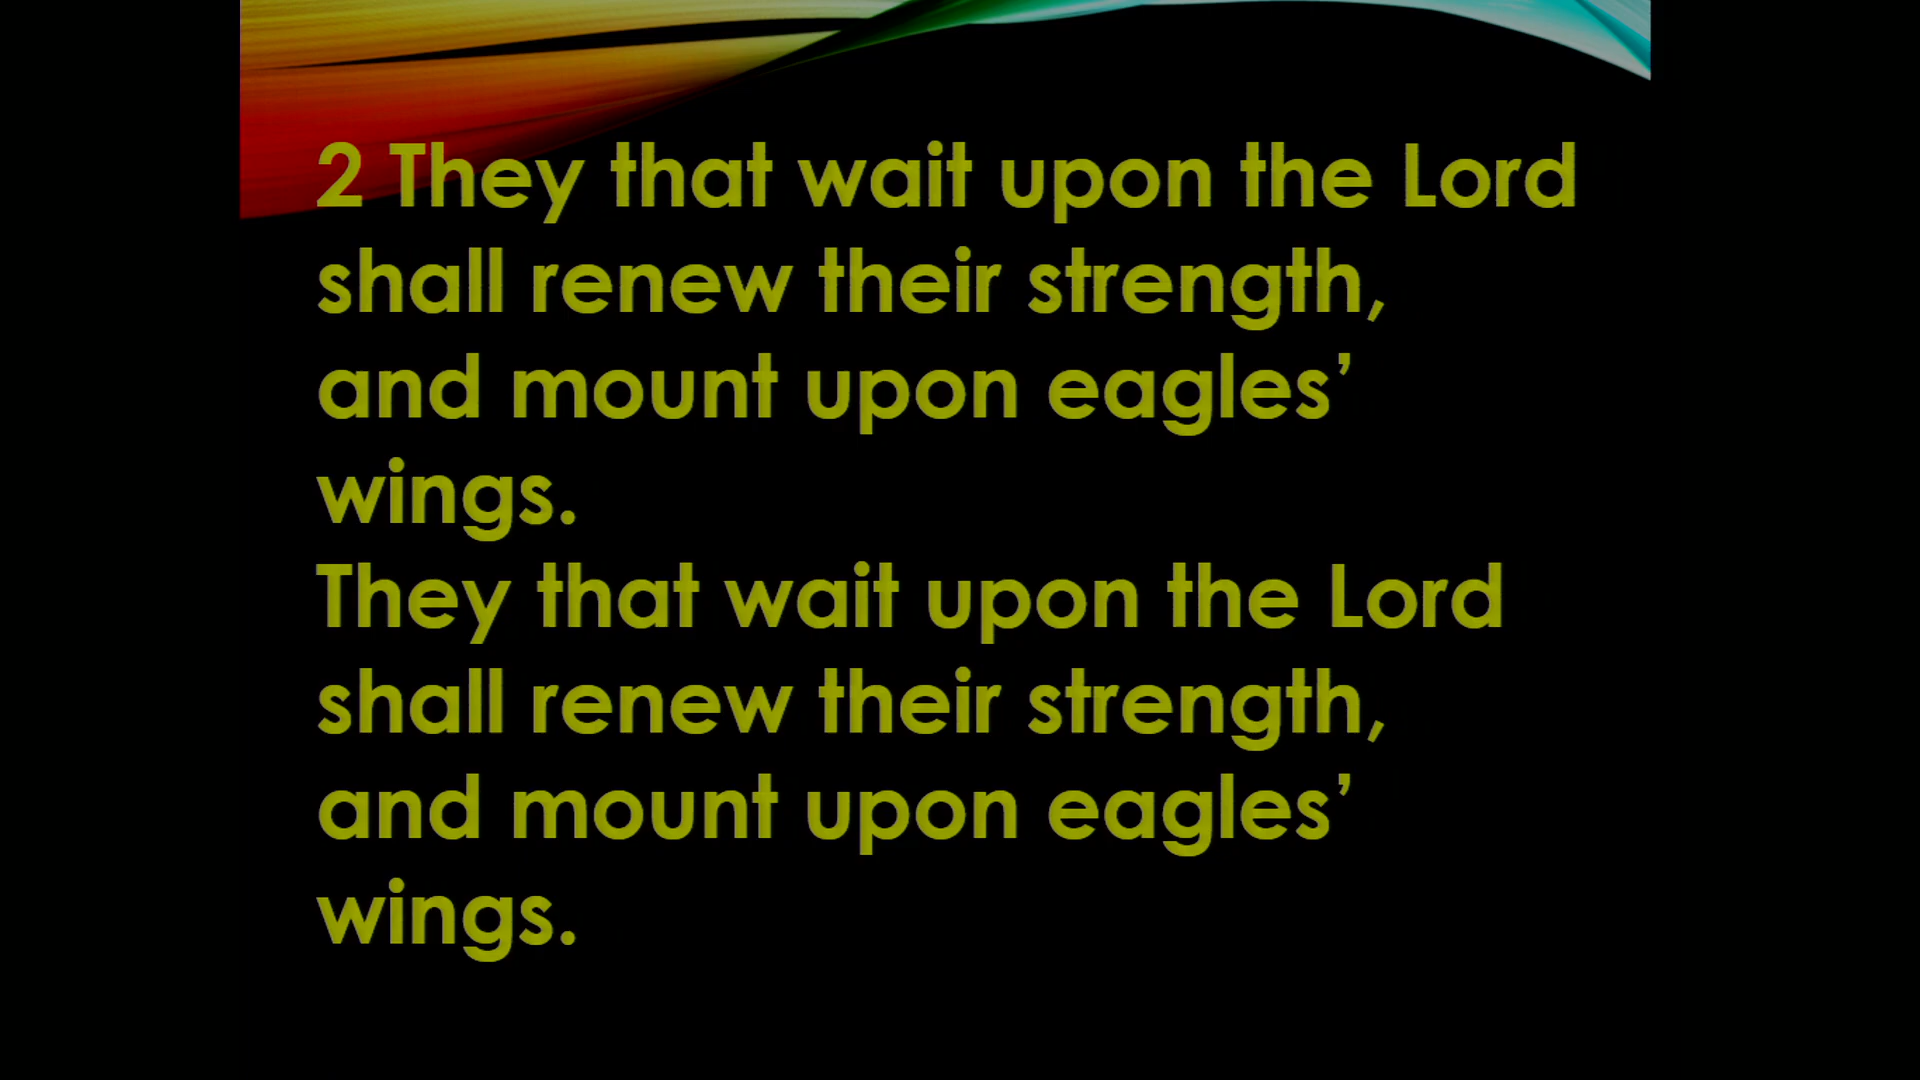 2 They that wait upon the Lord
shall renew their strength,
and mount upon eagles’
wings.
They that wait upon the Lord
shall renew their strength,
and mount upon eagles’
wings.